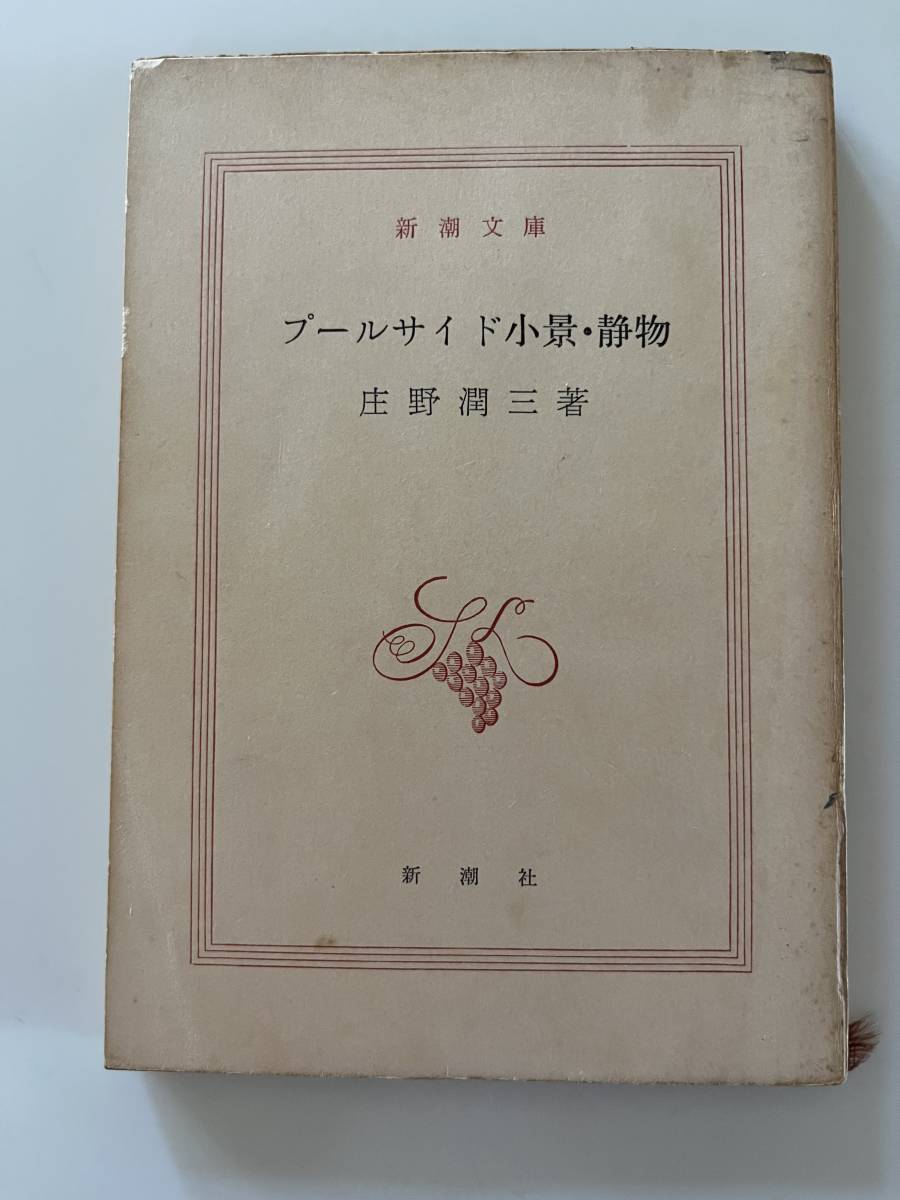 新潮文庫
プールサイド小景・静物
庄野潤三著
新潮社